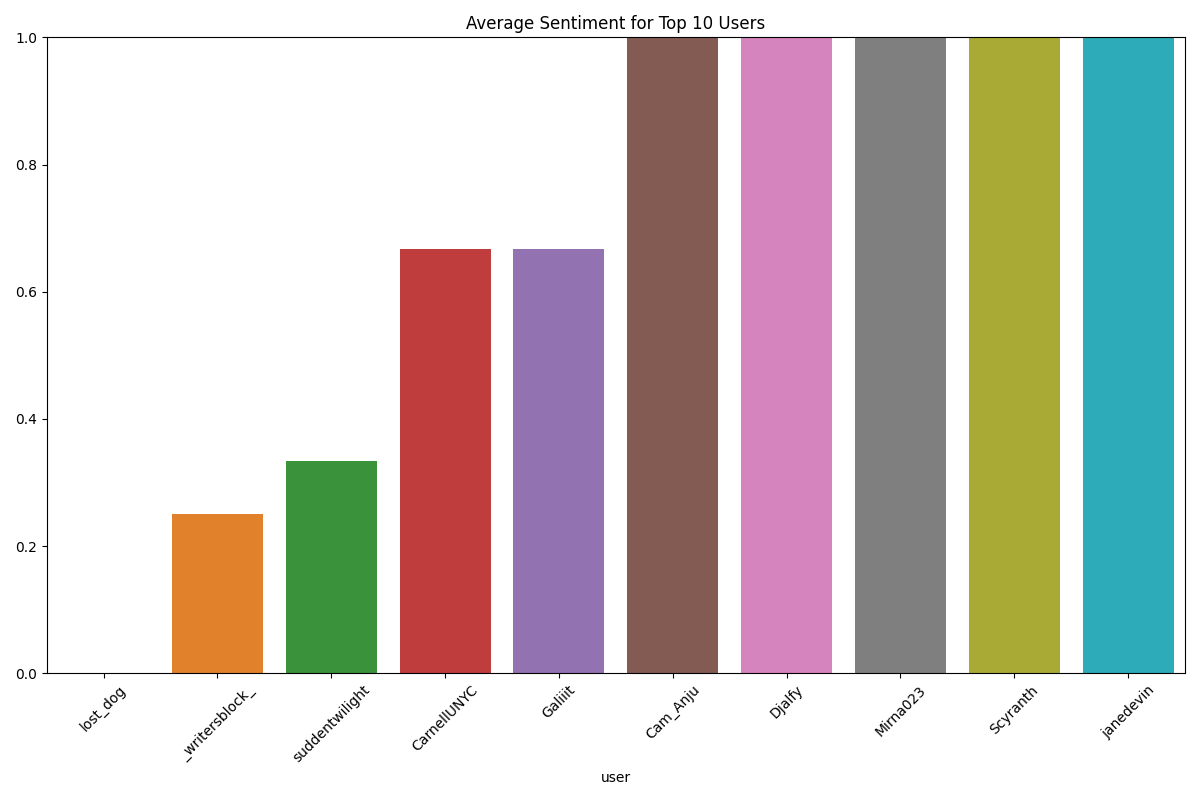 Average Sentiment for Top 10 Users
1.0
0.8
0.6
0.4
0.2
0.0
lost_dog
_writersblock_
suddentwilight
CarnellUNYC
Galiiit
Cam_Anju
Djalfy
Mirna023
Scyranth
janedevin
user